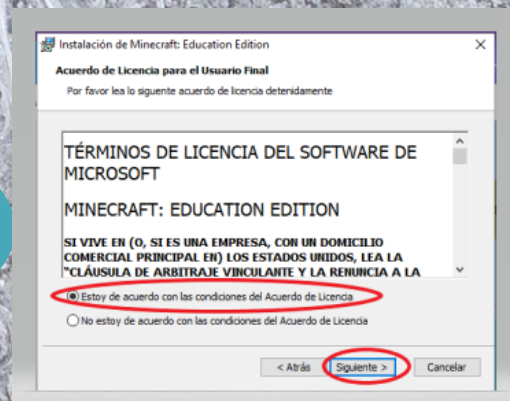 Instalación de Minecraft: Education Edition
Acuerdo de Licencia para el Usuario Final
Por favor lea lo siguente acuerdo de licencia detenidamente
TÉRMINOS DE LICENCIA DEL SOFTWARE DE
MICROSOFT
MINECRAFT: EDUCATION EDITION
SI VIVE EN (O, SI ES UNA EMPRESA, CON UN DOMICILIO
COMERCIAL PRINCIPAL EN) LOS ESTADOS UNIDOS, LEA LA
"CLÁUSULA DE ARBITRAJE VINCULANTE Y LA RENUNCIA A LA
Estoy de acuerdo con las condiciones del Acuerdo de Licencia
No estoy de acuerdo con las condiciones del Acuerdo de Licencia
< Atrás Siguiente > Cancelar